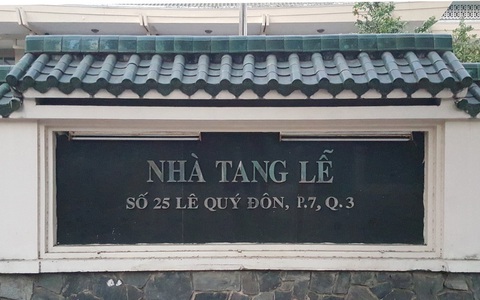 NHÀ TANG LỄ
SỐ 25 LÊ QUÝ ĐÔN, P.7, Q.3